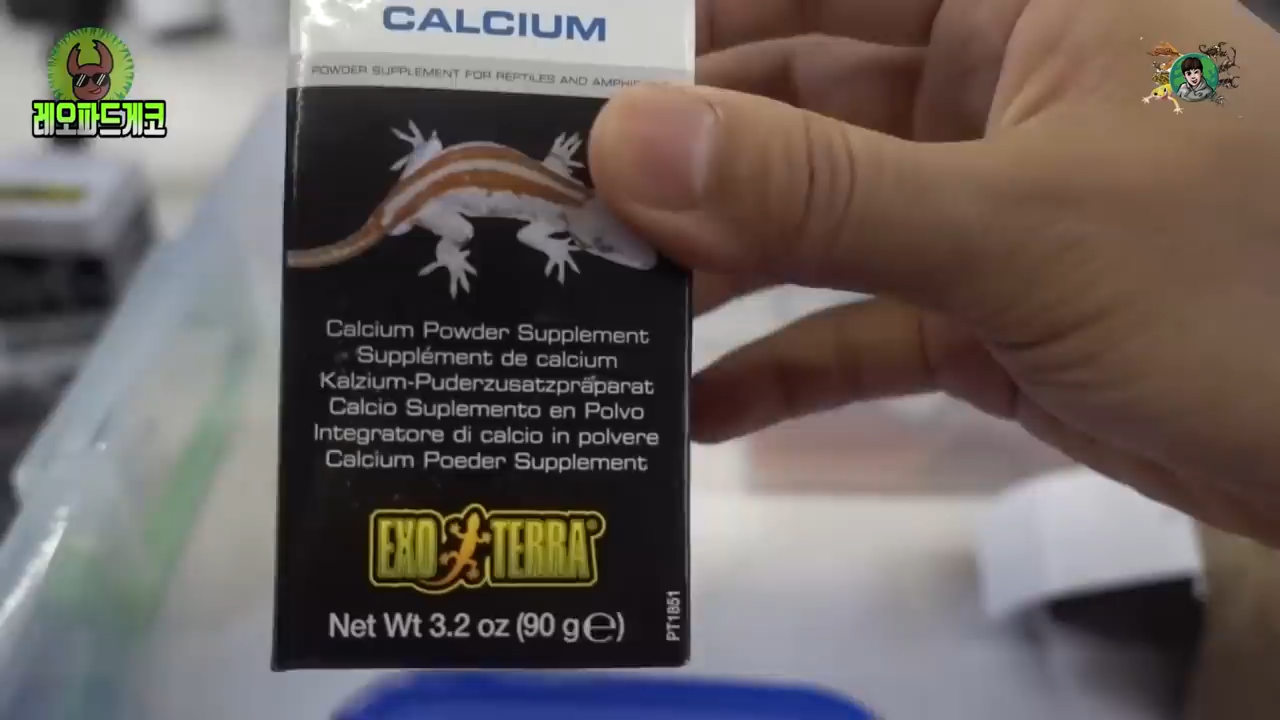 레오파드게코
CALCIUM
POWDER SUPPLEMENT FOR REPTILES AND
Calcium Powder Supplement
Supplément de calcium
Kalzium-Puderzusatzpräparat
Calcio Suplemento en Polvo
Integratore di calcio in polvere
Calcium Poeder Supplement
EXO TERRA®
Net Wt 3.2 oz (90 g℮)
PT1851